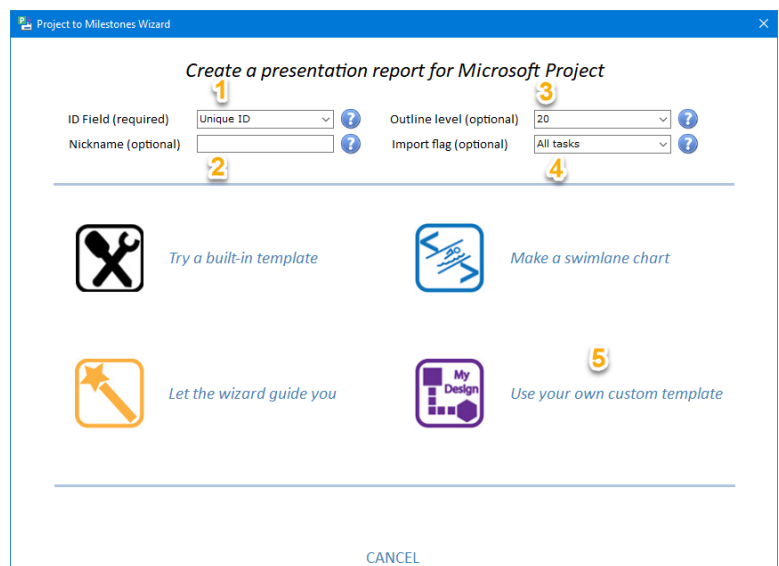 Project to Milestones Wizard
Create a presentation report for Microsoft Project
1 3
ID Field (required) Unique ID ? Outline level (optional) 20 ?
Nickname (optional) ? Import flag (optional) All tasks ?
2 4
Try a built-in template Make a swimlane chart
5
My
Design
Let the wizard guide you Use your own custom template
CANCEL